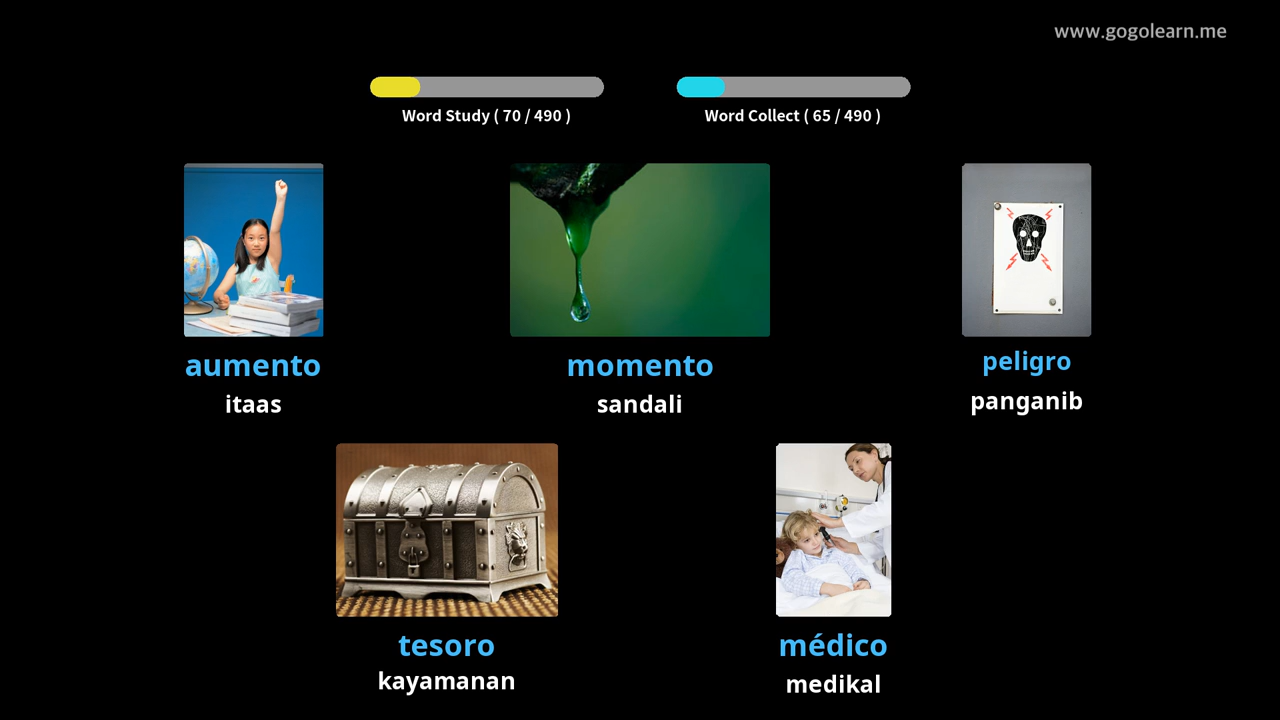 www.gogolearn.me
Word Study ( 70 / 490 )
Word Collect ( 65 / 490 )
aumento
itaas
momento
sandali
peligro
panganib
tesoro
kayamanan
médico
medikal